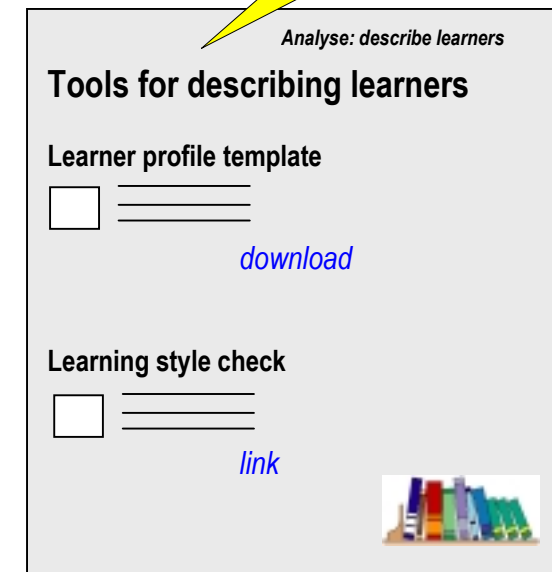 Analyse: describe learners
Tools for describing learners
Learner profile template
download
Learning style check
link